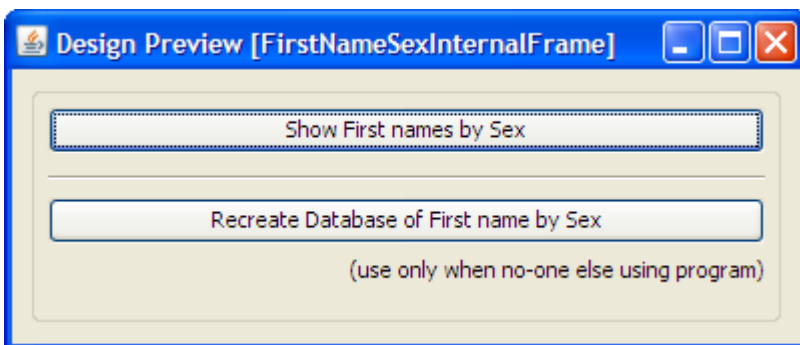 Design Preview [FirstNameSexInternalFrame]
Show First names by Sex
Recreate Database of First name by Sex
(use only when no-one else using program)